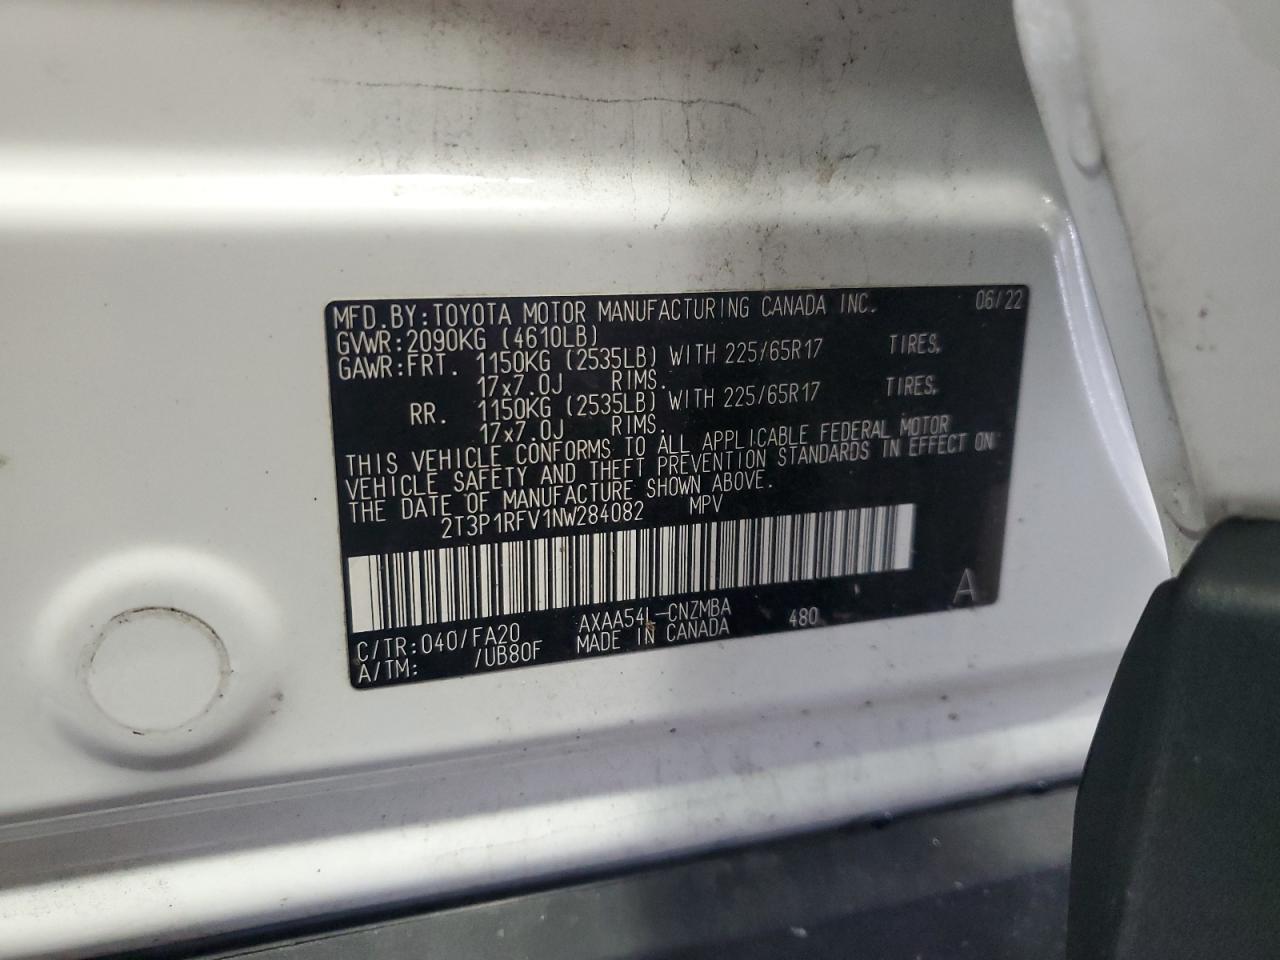 MFD.BY:TOYOTA MOTOR MANUFACTURING CANADA INC. 06/22
GVWR:2090KG (4610LB)
GAWR:FRT. 1150KG (2535LB) WITH 225/65R17 TIRES,
17x7.0J RIMS.
RR. 1150KG (2535LB) WITH 225/65R17 TIRES,
17x7.0J RIMS.
THIS VEHICLE CONFORMS TO ALL APPLICABLE FEDERAL MOTOR
VEHICLE SAFETY AND THEFT PREVENTION STANDARDS IN EFFECT ON
THE DATE OF MANUFACTURE SHOWN ABOVE.
2T3P1RFV1NW284082 MPV
C/TR:040/FA20 AXAA54L-CNZMBA 480 A
A/TM: /UB80F MADE IN CANADA